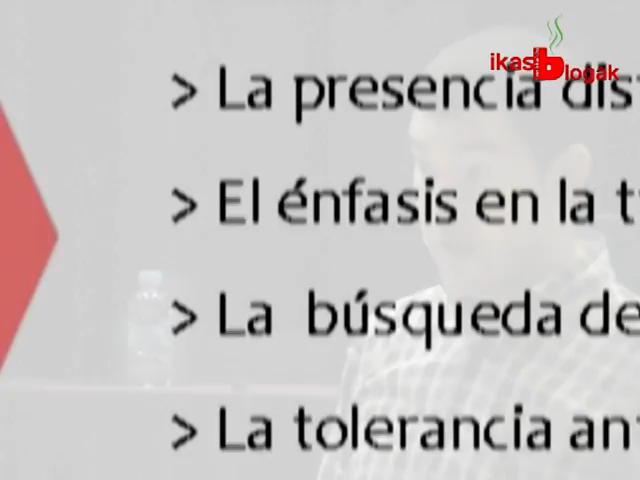 ikasblogak
> La presencia
> El énfasis en la
> La búsqueda de
> La tolerancia